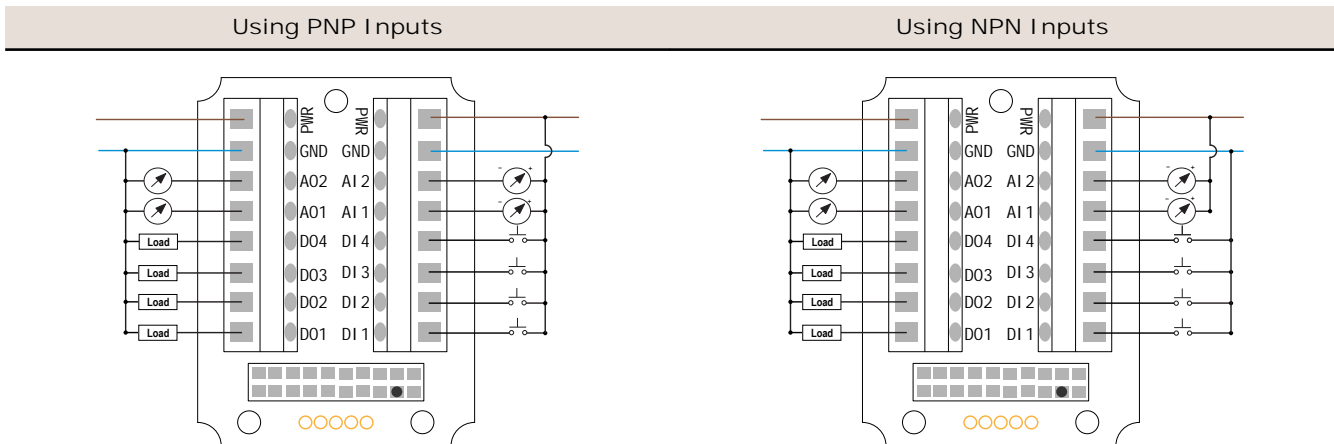 Using PNP Inputs
Using NPN Inputs
PWR PWR
GND GND
AO2 AI2
AO1 AI1
Load DO4 DI4
Load DO3 DI3
Load DO2 DI2
Load DO1 DI1
- +
- +
PWR PWR
GND GND
AO2 AI2
AO1 AI1
Load DO4 DI4
Load DO3 DI3
Load DO2 DI2
Load DO1 DI1
- +
- +